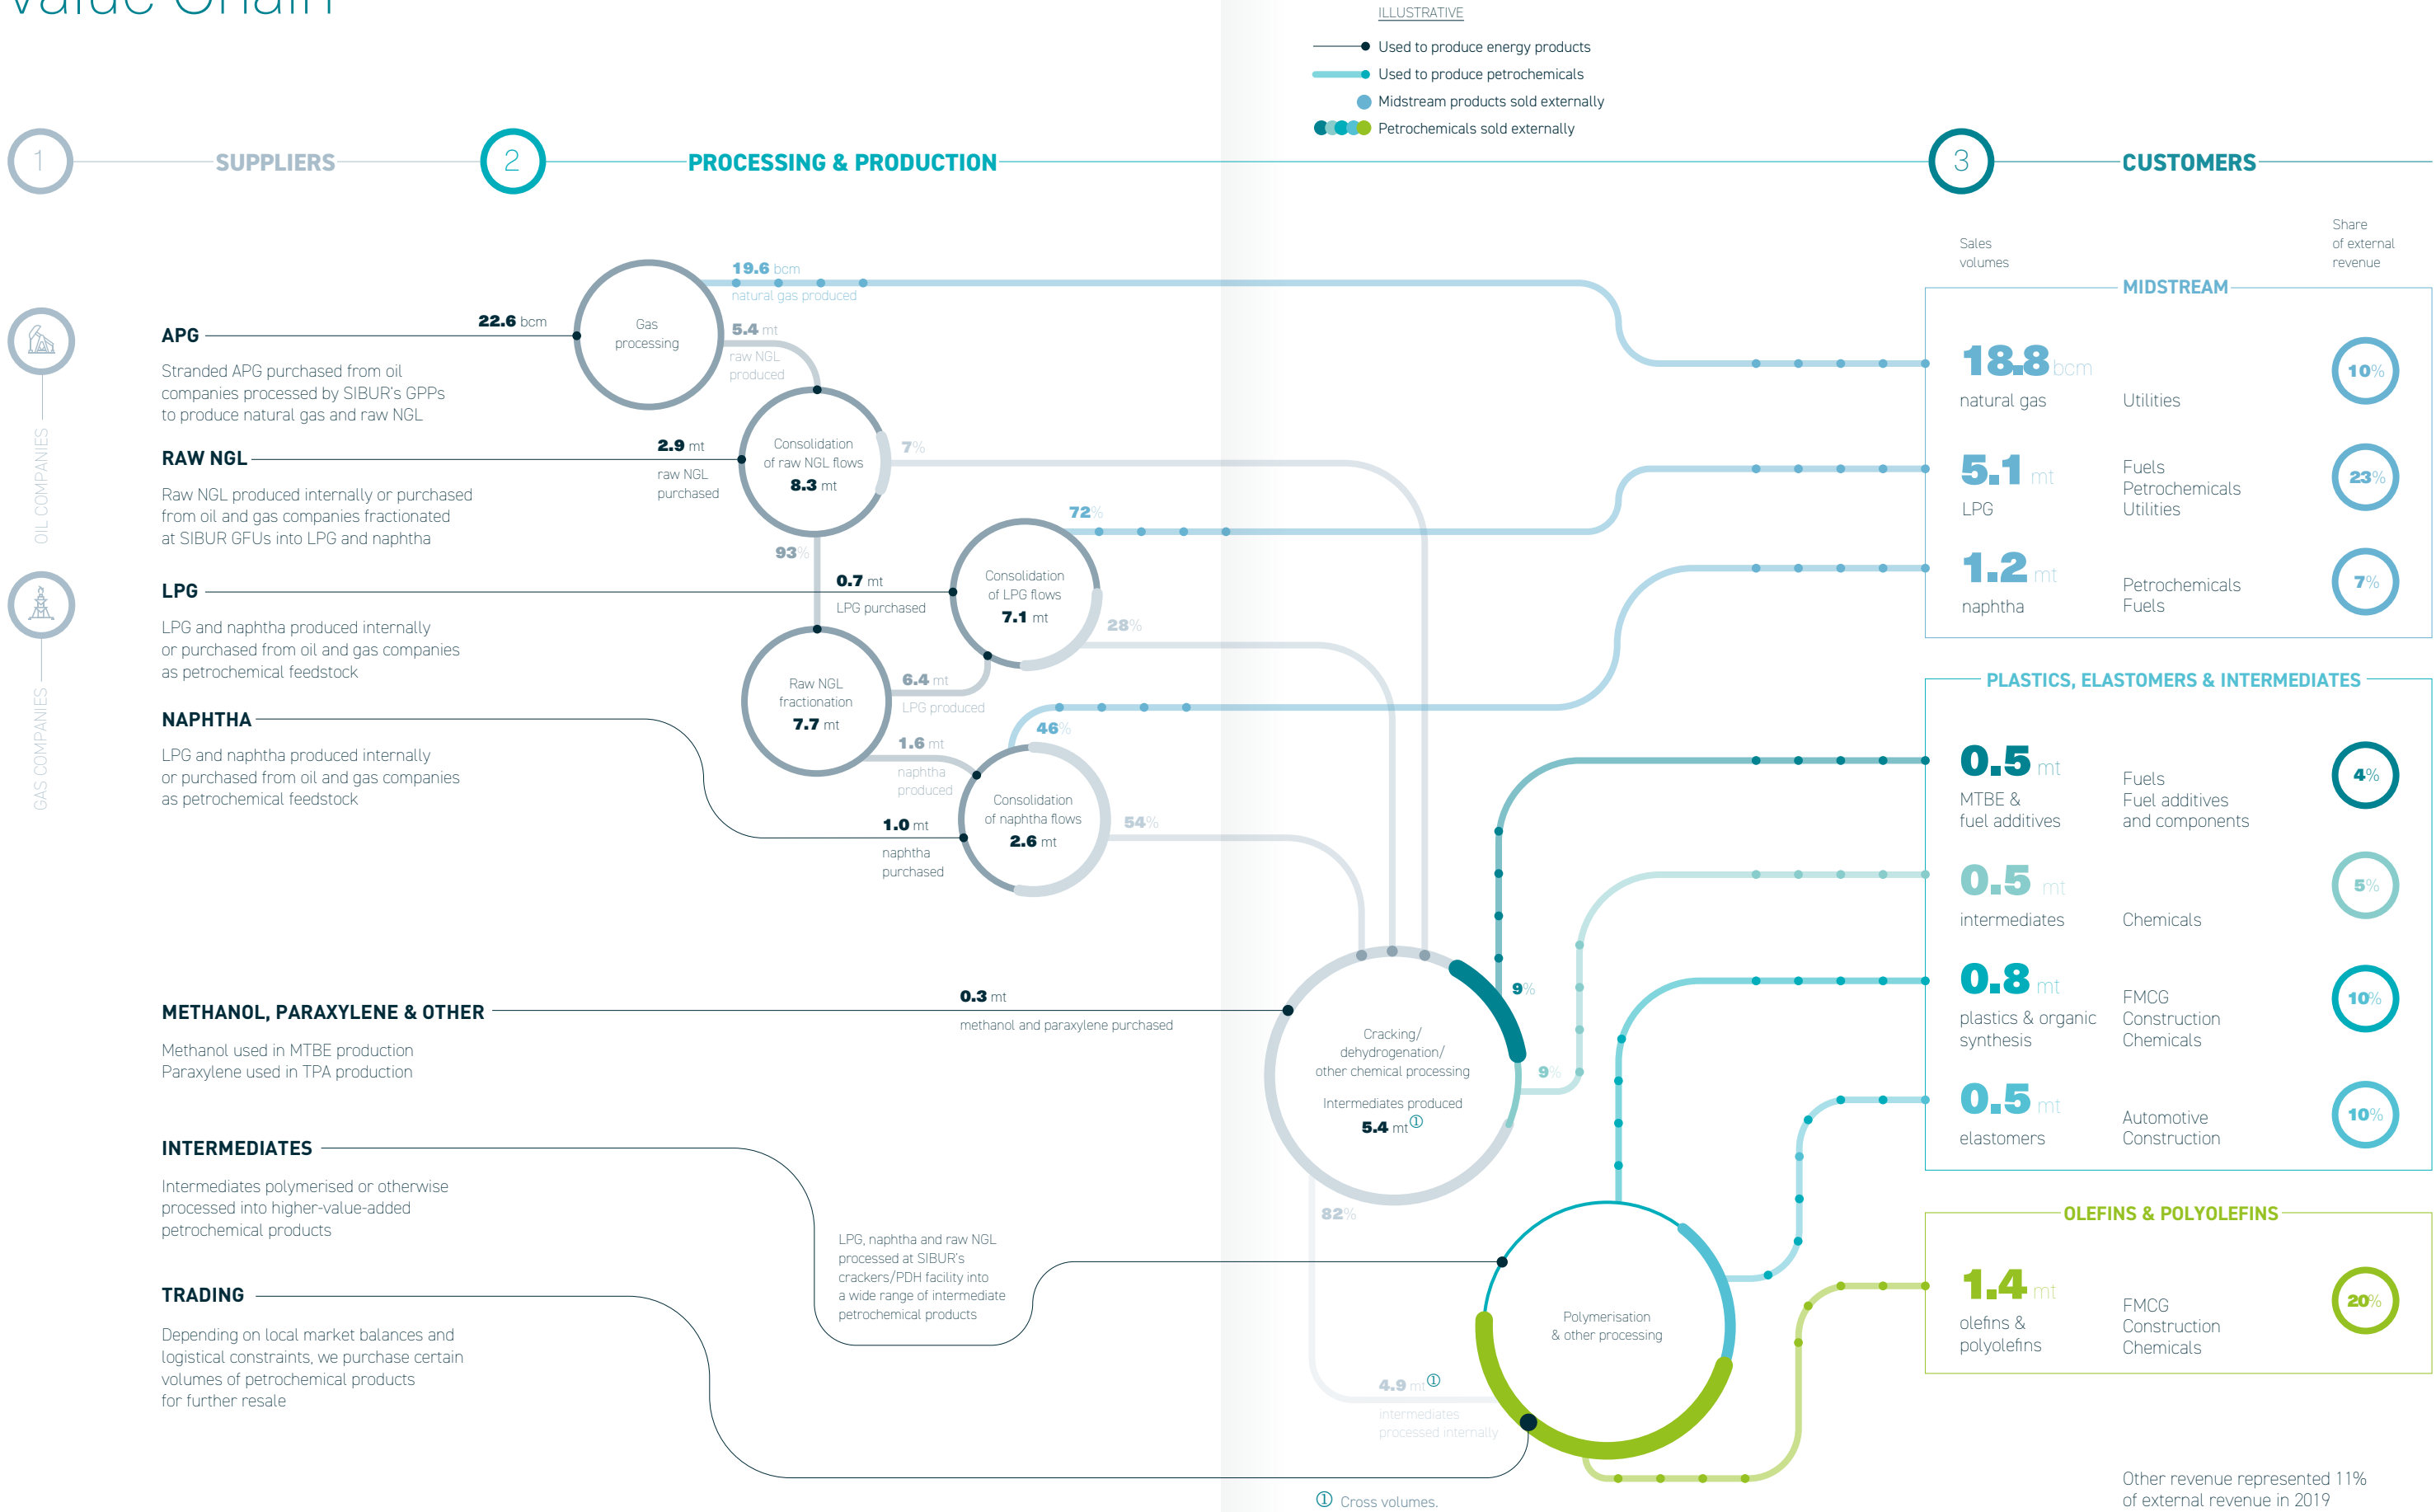 Value Chain
ILLUSTRATIVE
Used to produce energy products
Used to produce petrochemicals
Midstream products sold externally
Petrochemicals sold externally
1
SUPPLIERS
2
PROCESSING & PRODUCTION
3
CUSTOMERS
OIL COMPANIES
GAS COMPANIES
APG
Stranded APG purchased from oil
companies processed by SIBUR's GPPs
to produce natural gas and raw NGL
RAW NGL
Raw NGL produced internally or purchased
from oil and gas companies fractionated
at SIBUR GFUs into LPG and naphtha
LPG
LPG and naphtha produced internally
or purchased from oil and gas companies
as petrochemical feedstock
NAPHTHA
LPG and naphtha produced internally
or purchased from oil and gas companies
as petrochemical feedstock
METHANOL, PARAXYLENE & OTHER
Methanol used in MTBE production
Paraxylene used in TPA production
INTERMEDIATES
Intermediates polymerised or otherwise
processed into higher-value-added
petrochemical products
TRADING
Depending on local market balances and
logistical constraints, we purchase certain
volumes of petrochemical products
for further resale
22.6 bcm
Gas
processing
19.6 bcm
natural gas produced
5.4 mt
raw NGL
produced
2.9 mt
raw NGL
purchased
Consolidation
of raw NGL flows
8.3 mt
7%
93%
0.7 mt
LPG purchased
Consolidation
of LPG flows
7.1 mt
72%
28%
Raw NGL
fractionation
7.7 mt
6.4 mt
LPG produced
1.6 mt
naphtha
produced
1.0 mt
naphtha
purchased
Consolidation
of naphtha flows
2.6 mt
46%
54%
0.3 mt
methanol and paraxylene purchased
Cracking/
dehydrogenation/
other chemical processing
Intermediates produced
5.4 mt①
9%
9%
82%
LPG, naphtha and raw NGL
processed at SIBUR's
crackers/PDH facility into
a wide range of intermediate
petrochemical products
4.9 mt①
intermediates
processed internally
Polymerisation
& other processing
① Cross volumes.
Sales
volumes
Share
of external
revenue
MIDSTREAM
18.8 bcm
natural gas
Utilities
10%
5.1 mt
LPG
Fuels
Petrochemicals
Utilities
23%
1.2 mt
naphtha
Petrochemicals
Fuels
7%
PLASTICS, ELASTOMERS & INTERMEDIATES
0.5 mt
MTBE &
fuel additives
Fuels
Fuel additives
and components
4%
0.5 mt
intermediates
Chemicals
5%
0.8 mt
plastics & organic
synthesis
FMCG
Construction
Chemicals
10%
0.5 mt
elastomers
Automotive
Construction
10%
OLEFINS & POLYOLEFINS
1.4 mt
olefins &
polyolefins
FMCG
Construction
Chemicals
20%
Other revenue represented 11%
of external revenue in 2019